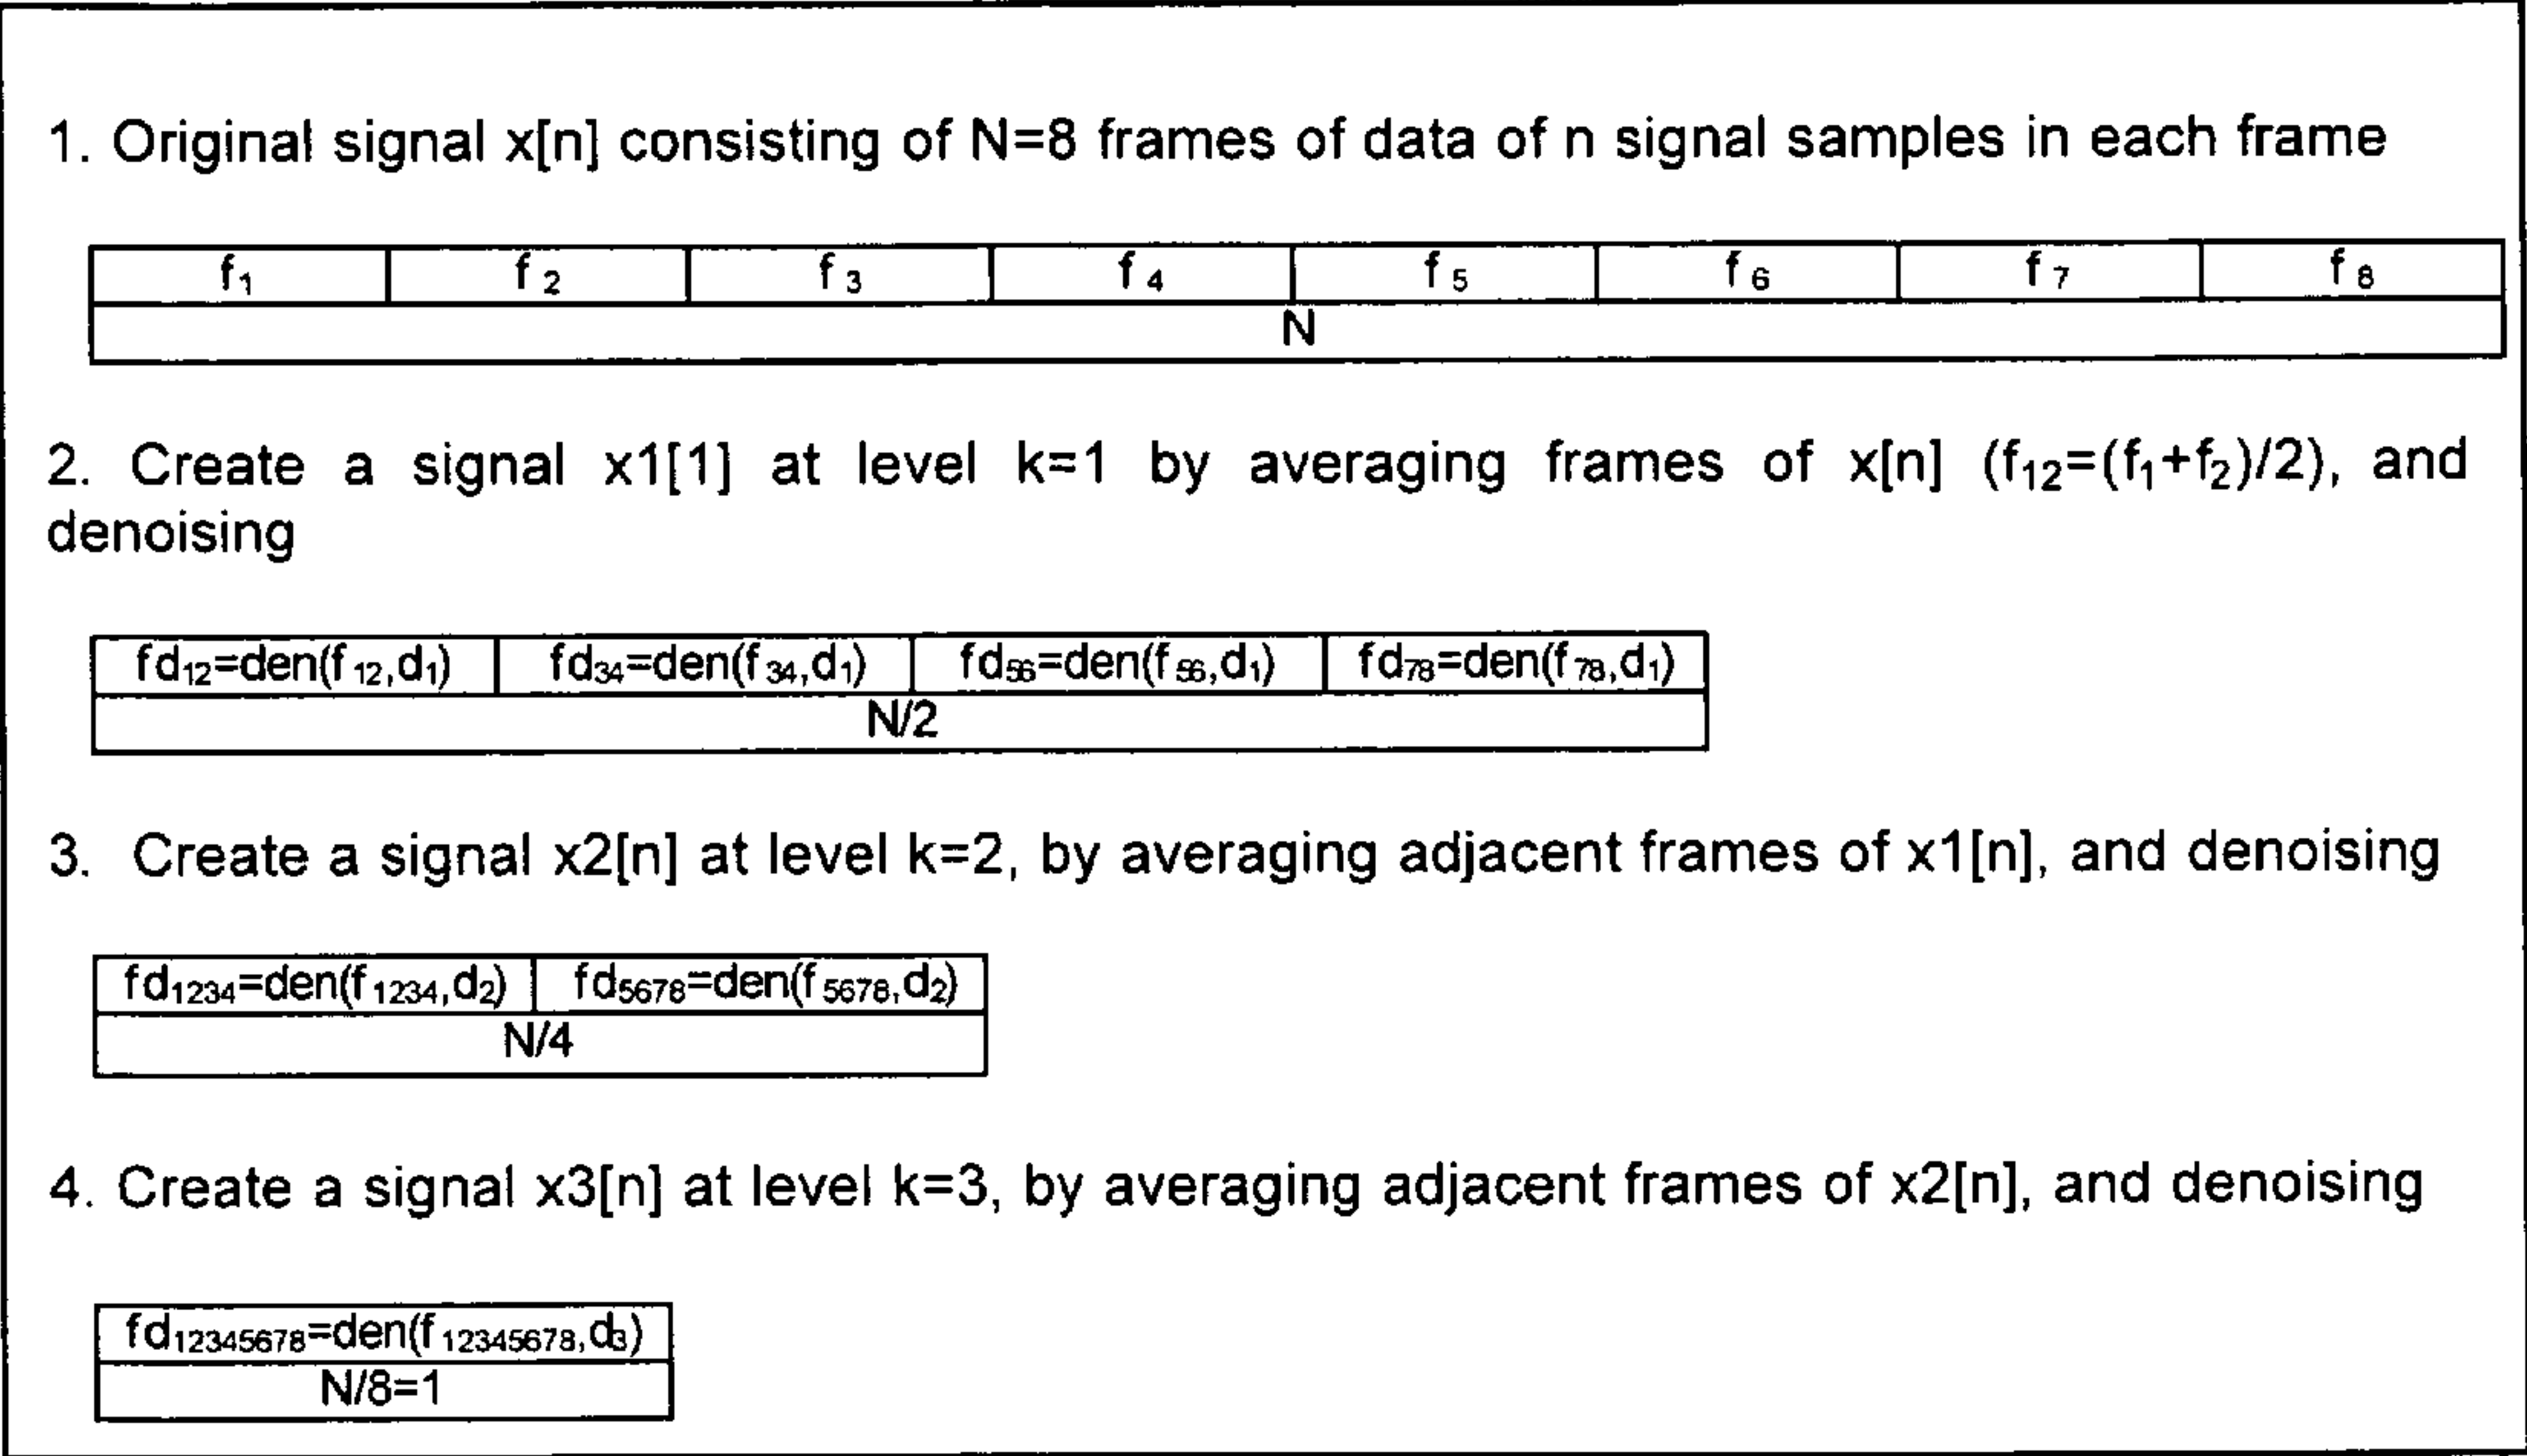 1. Original signal x[n] consisting of N=8 frames of data of n signal samples in each frame
f1 f2 f3 f4 f5 f6 f7 f8
N
2. Create a signal x1[1] at level k=1 by averaging frames of x[n] (f12=(f1+f2)/2), and
denoising
fd12=den(f12,d1) fd34=den(f34,d1) fd56=den(f56,d1) fd78=den(f78,d1)
N/2
3. Create a signal x2[n] at level k=2, by averaging adjacent frames of x1[n], and denoising
fd1234=den(f1234,d2) fd5678=den(f5678,d2)
N/4
4. Create a signal x3[n] at level k=3, by averaging adjacent frames of x2[n], and denoising
fd12345678=den(f12345678,d3)
N/8=1